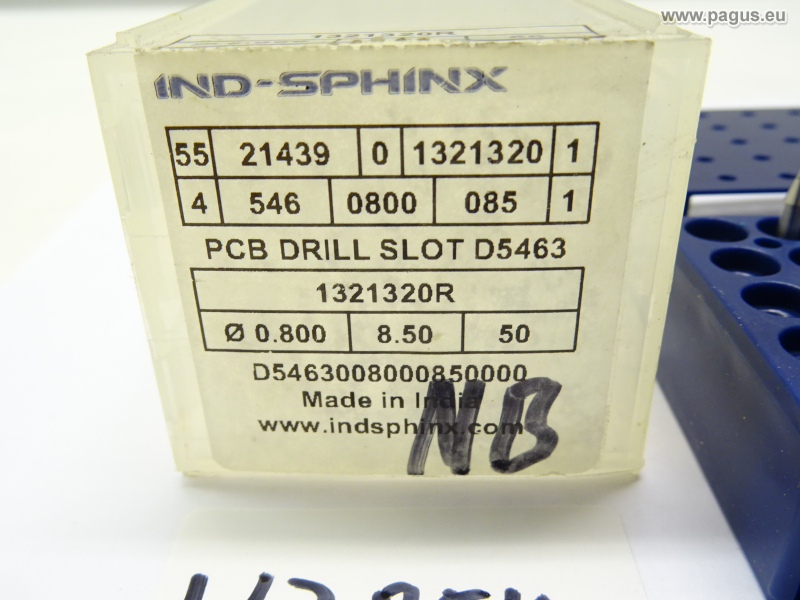 www.pagus.eu
1321320R
IND-SPHINX
55 21439 0 1321320 1
4 546 0800 085 1
PCB DRILL SLOT D5463
1321320R
Ø 0.800 8.50 50
D5463008000850000
Made in India
www.indsphinx.com
NB